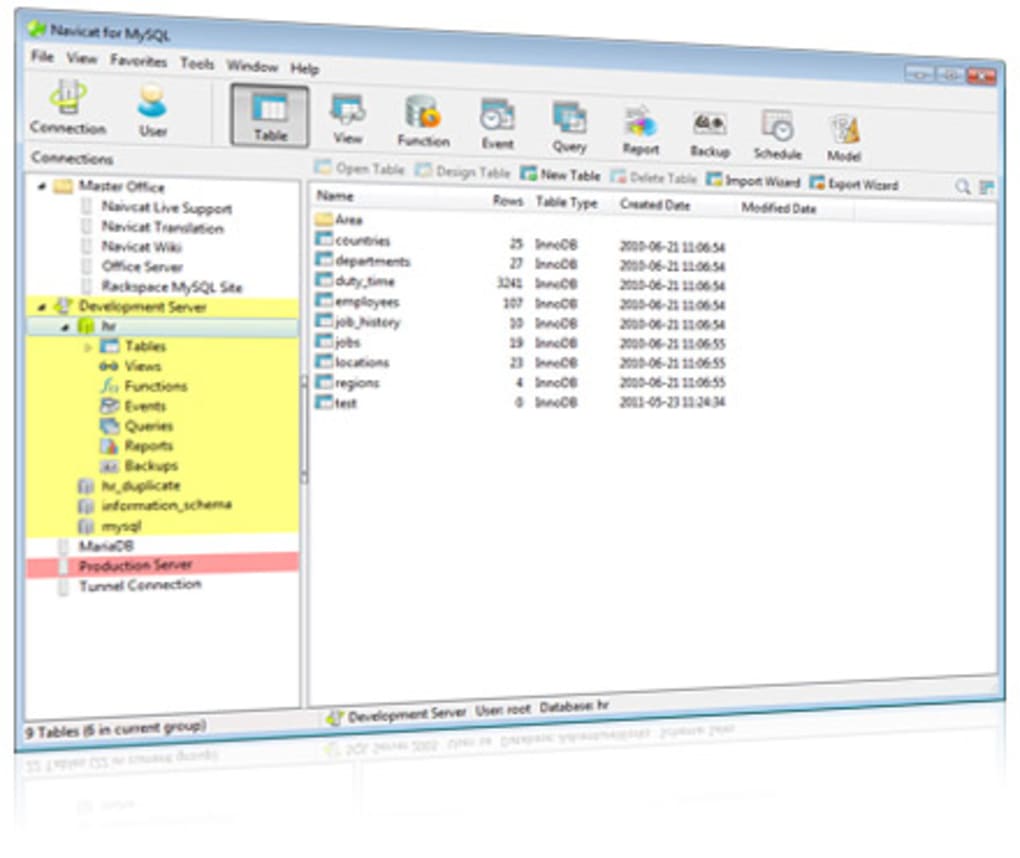 Navicat for MySQL
File View Favorites Tools Window Help
Connection User Table View Function Event Query Report Backup Schedule Model
Connections
Open Table Design Table New Table Delete Table Import Wizard Export Wizard
Master Office
Naivcat Live Support
Navicat Translation
Navicat Wiki
Office Server
Rackspace MySQL Site
Development Server
hr
Tables
Views
Functions
Events
Queries
Reports
Backups
hr_duplicate
information_schema
mysql
MariaDB
Production Server
Tunnel Connection
Name Rows Table Type Created Date Modified Date
Area
countries 25 InnoDB 2010-06-21 11:06:54
departments 27 InnoDB 2010-06-21 11:06:54
duty_time 3241 InnoDB 2010-06-21 11:06:54
employees 107 InnoDB 2010-06-21 11:06:54
job_history 10 InnoDB 2010-06-21 11:06:54
jobs 19 InnoDB 2010-06-21 11:06:55
locations 23 InnoDB 2010-06-21 11:06:55
regions 4 InnoDB 2010-06-21 11:06:55
test 0 InnoDB 2011-05-23 11:24:34
9 Tables (6 in current group)
Development Server User: root Database: hr